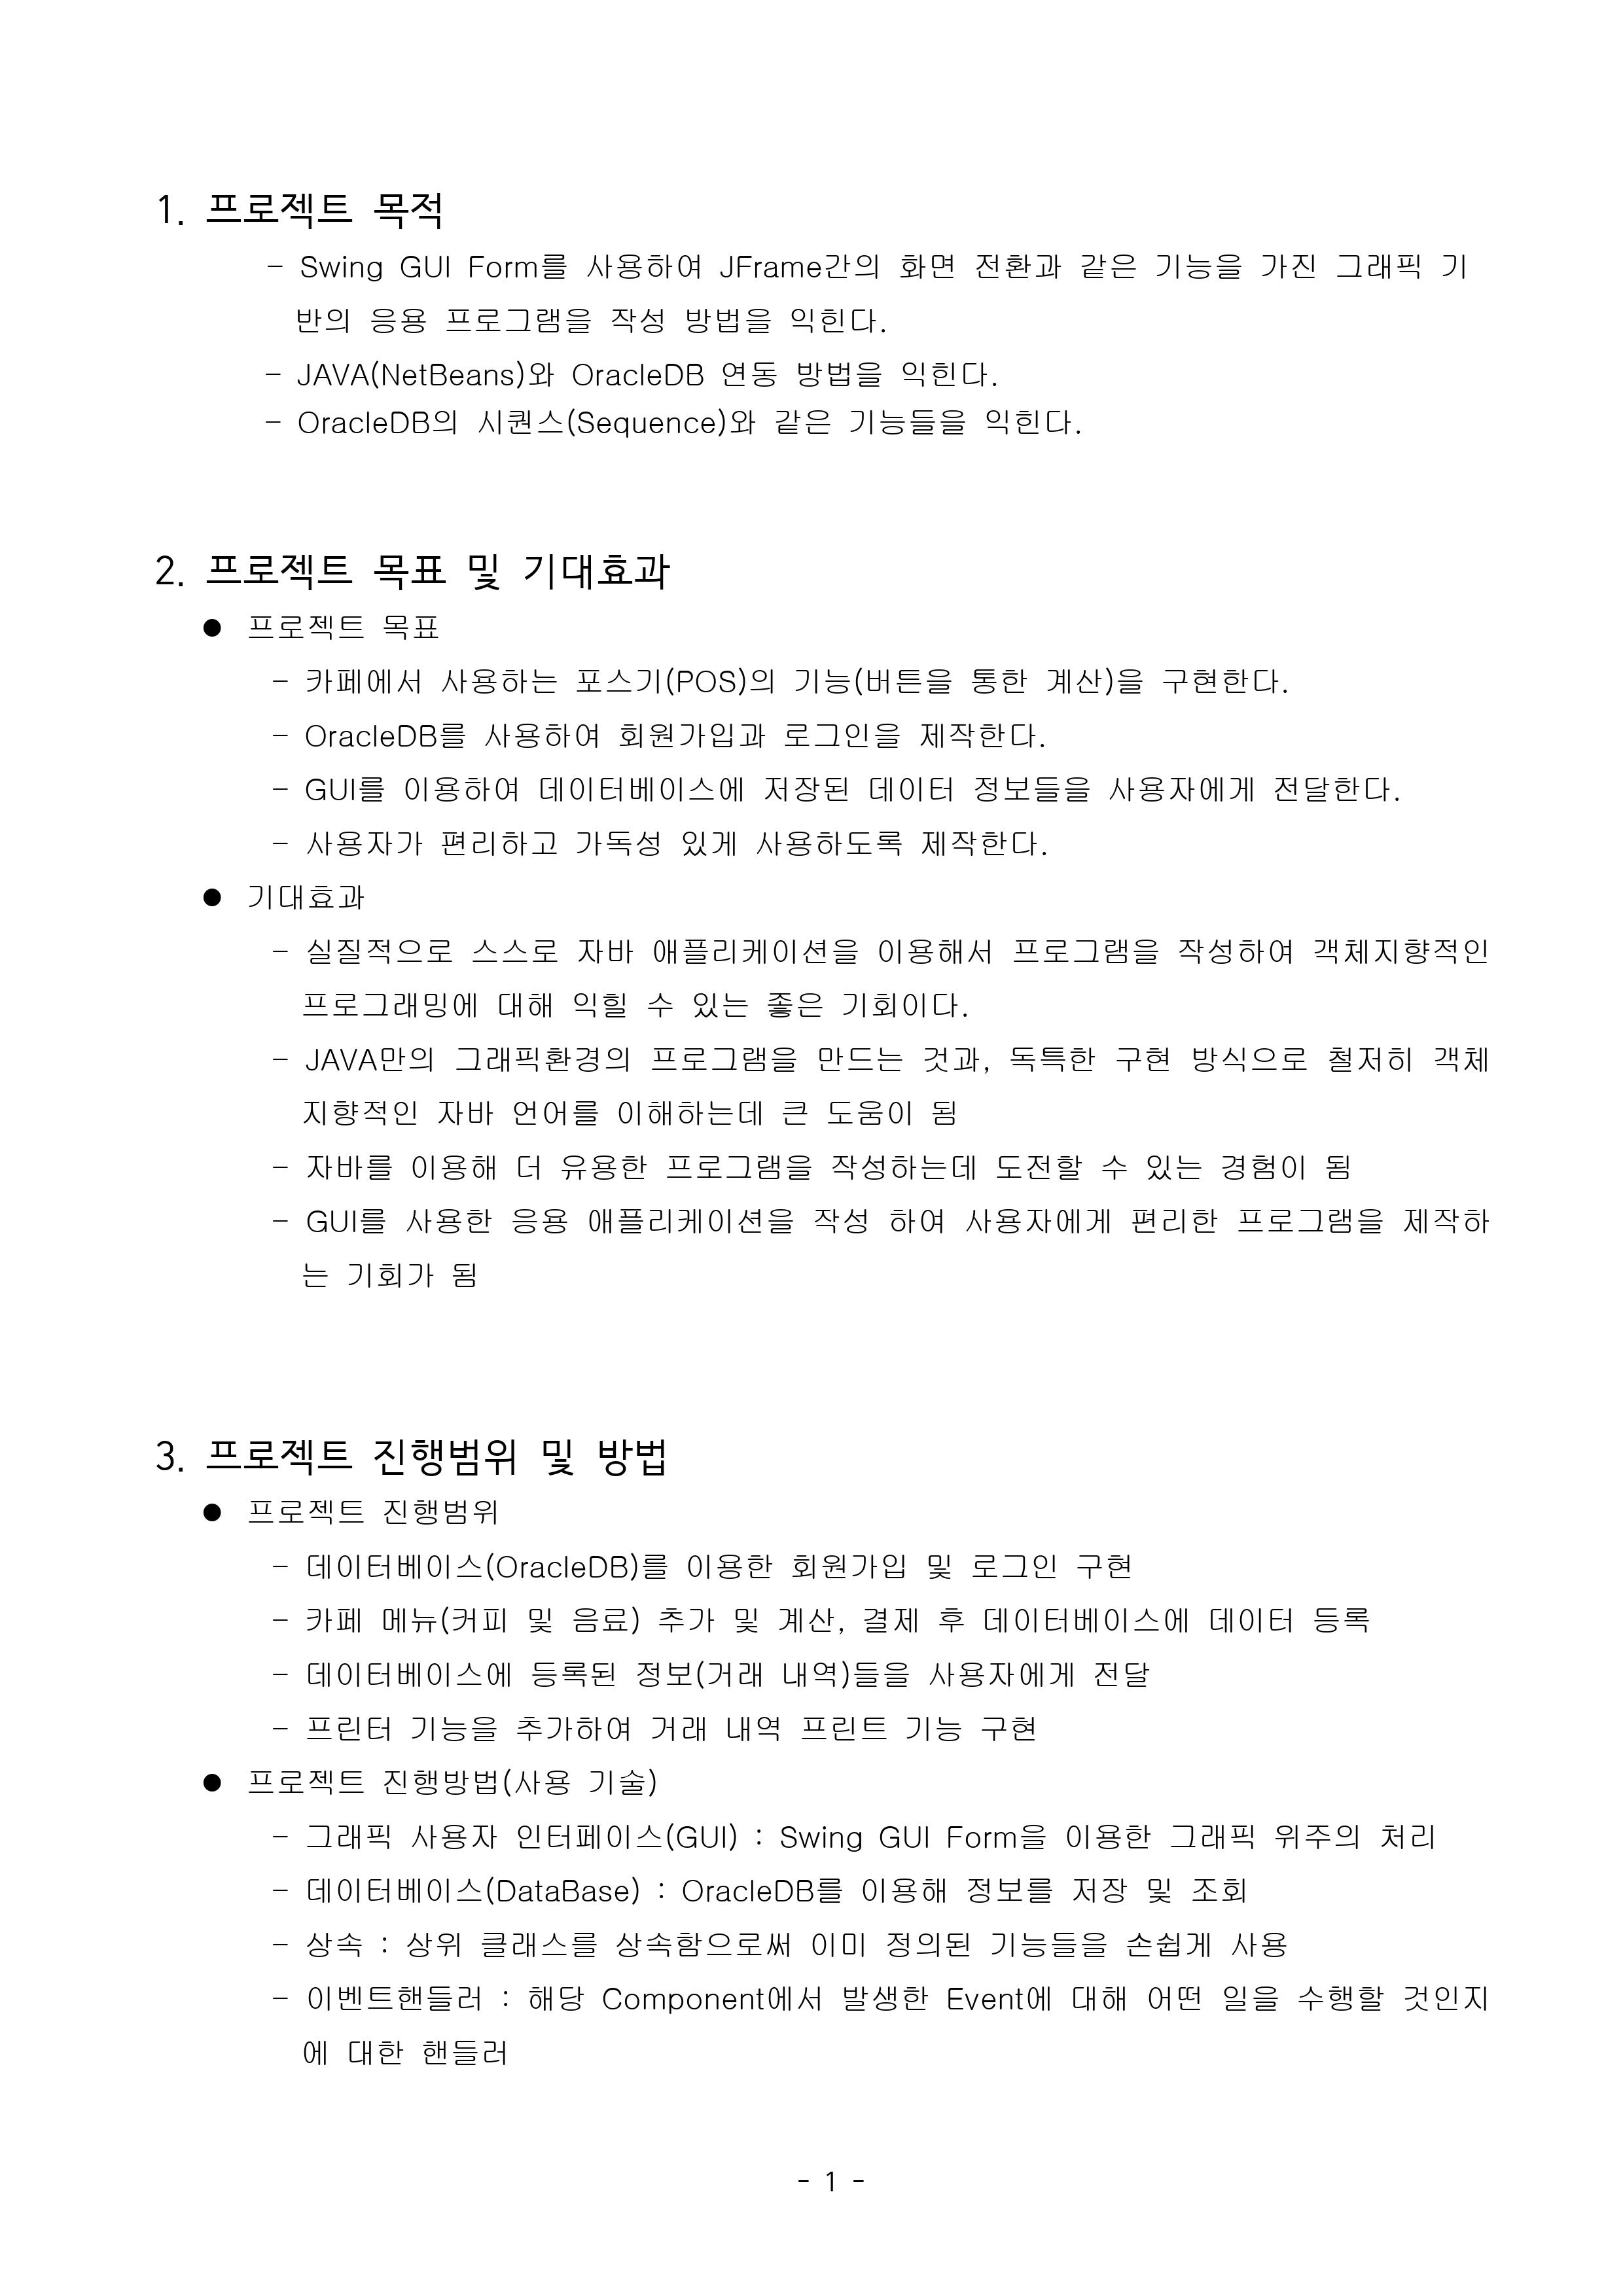 1. 프로젝트 목적
- Swing GUI Form를 사용하여 JFrame간의 화면 전환과 같은 기능을 가진 그래픽 기
반의 응용 프로그램을 작성 방법을 익힌다.
- JAVA(NetBeans)와 OracleDB 연동 방법을 익힌다.
- OracleDB의 시퀀스(Sequence)와 같은 기능들을 익힌다.
2. 프로젝트 목표 및 기대효과
● 프로젝트 목표
- 카페에서 사용하는 포스기(POS)의 기능(버튼을 통한 계산)을 구현한다.
- OracleDB를 사용하여 회원가입과 로그인을 제작한다.
- GUI를 이용하여 데이터베이스에 저장된 데이터 정보들을 사용자에게 전달한다.
- 사용자가 편리하고 가독성 있게 사용하도록 제작한다.
● 기대효과
- 실질적으로 스스로 자바 애플리케이션을 이용해서 프로그램을 작성하여 객체지향적인
프로그래밍에 대해 익힐 수 있는 좋은 기회이다.
- JAVA만의 그래픽환경의 프로그램을 만드는 것과, 독특한 구현 방식으로 철저히 객체
지향적인 자바 언어를 이해하는데 큰 도움이 됨
- 자바를 이용해 더 유용한 프로그램을 작성하는데 도전할 수 있는 경험이 됨
- GUI를 사용한 응용 애플리케이션을 작성 하여 사용자에게 편리한 프로그램을 제작하
는 기회가 됨
3. 프로젝트 진행범위 및 방법
● 프로젝트 진행범위
- 데이터베이스(OracleDB)를 이용한 회원가입 및 로그인 구현
- 카페 메뉴(커피 및 음료) 추가 및 계산, 결제 후 데이터베이스에 데이터 등록
- 데이터베이스에 등록된 정보(거래 내역)들을 사용자에게 전달
- 프린터 기능을 추가하여 거래 내역 프린트 기능 구현
● 프로젝트 진행방법(사용 기술)
- 그래픽 사용자 인터페이스(GUI) : Swing GUI Form을 이용한 그래픽 위주의 처리
- 데이터베이스(DataBase) : OracleDB를 이용해 정보를 저장 및 조회
- 상속 : 상위 클래스를 상속함으로써 이미 정의된 기능들을 손쉽게 사용
- 이벤트핸들러 : 해당 Component에서 발생한 Event에 대해 어떤 일을 수행할 것인지
에 대한 핸들러
- 1 -